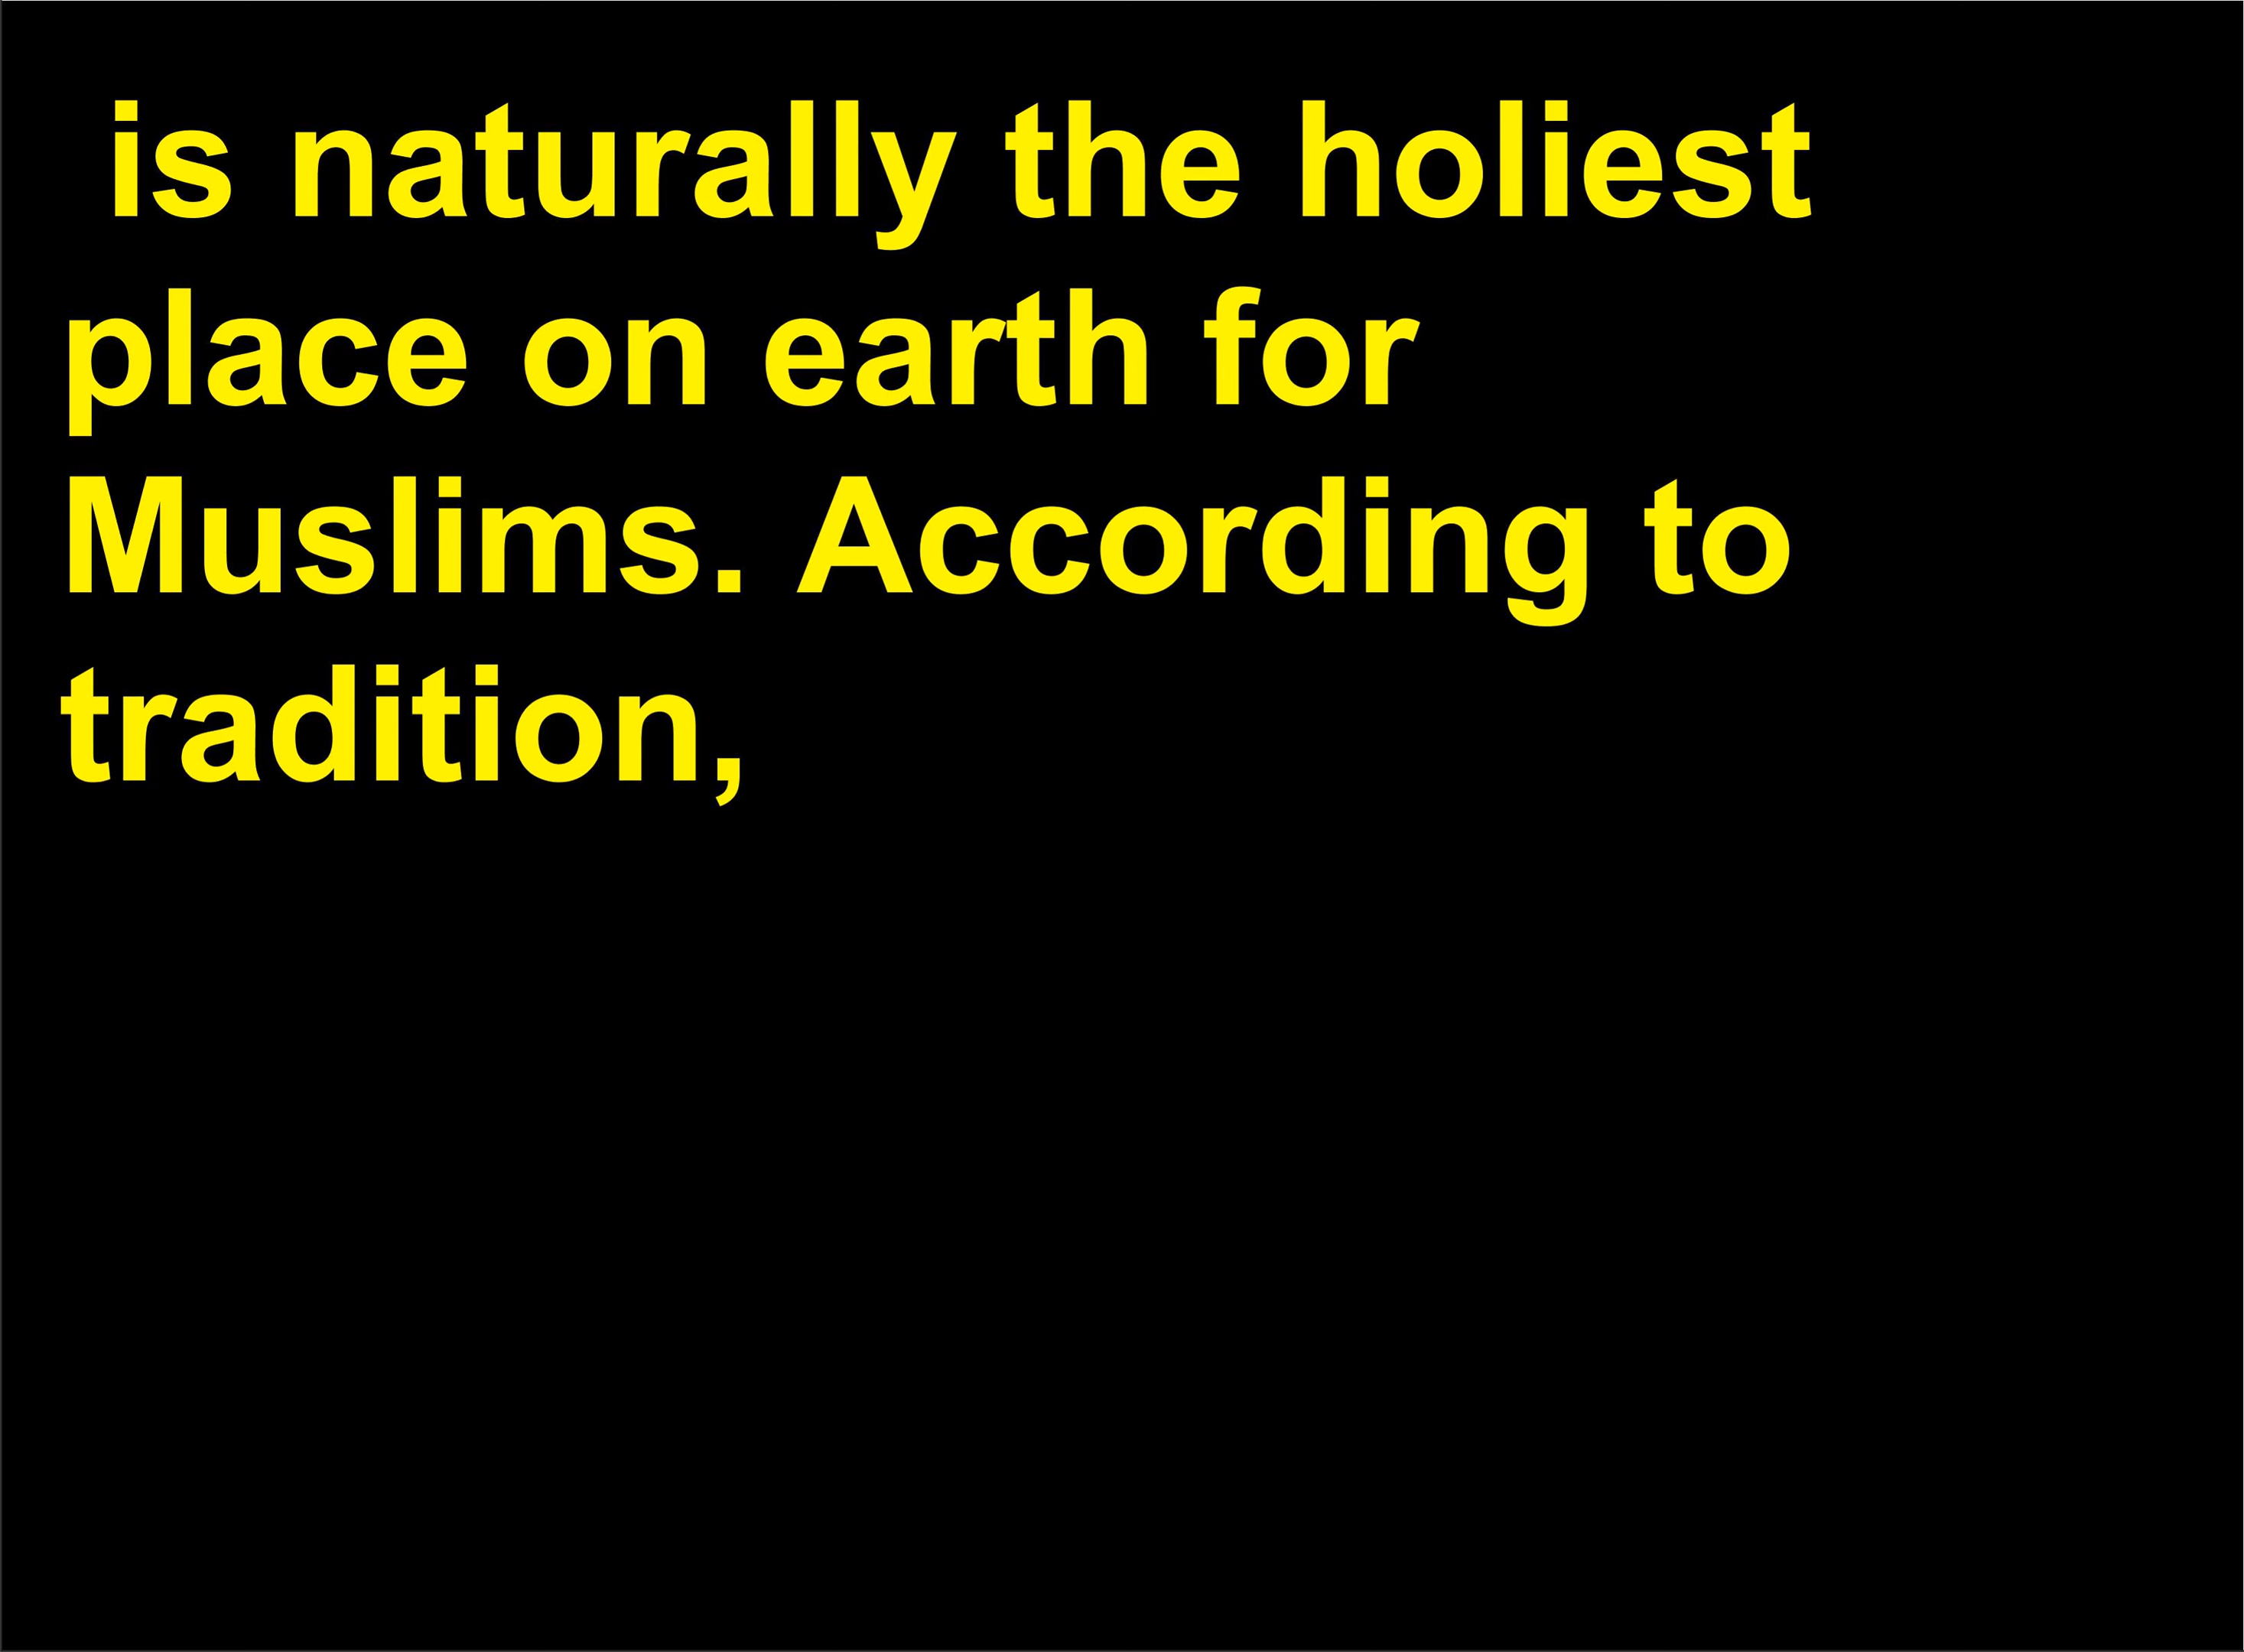 is naturally the holiest
place on earth for
Muslims. According to
tradition,